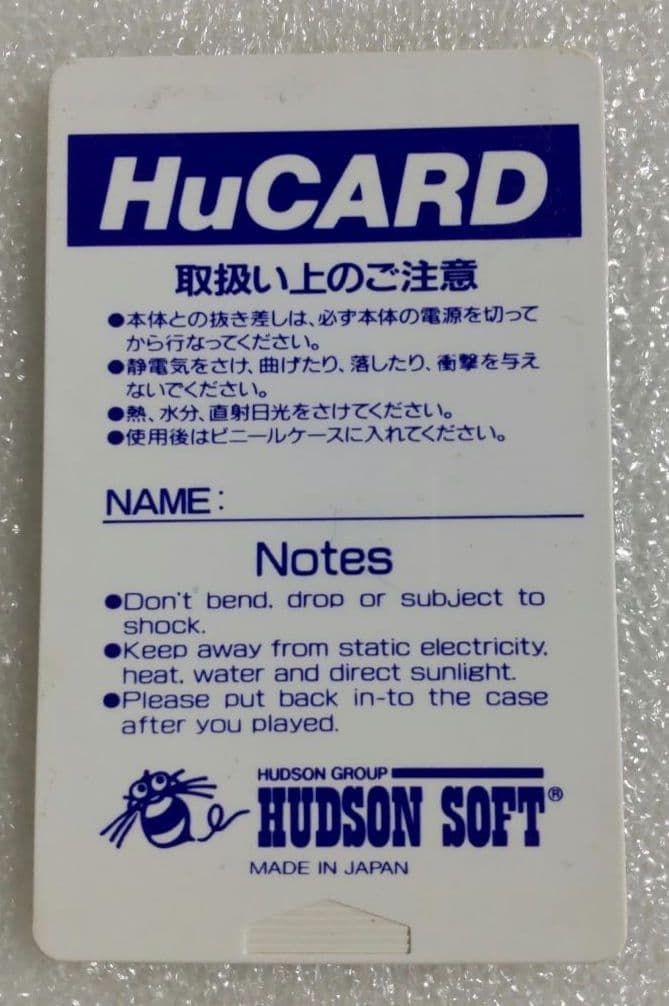 HuCARD
取扱い上のご注意
●本体との抜き差しは、必ず本体の電源を切って
から行なってください。
●静電気をさけ、曲げたり、落したり、衝撃を与え
ないでください。
●熱、水分、直射日光をさけてください。
●使用後はビニールケースに入れてください。
NAME:
Notes
●Don't bend, drop or subject to
shock.
●Keep away from static electricity,
heat, water and direct sunlight.
●Please put back in-to the case
after you played.
HUDSON GROUP
HUDSON SOFT®
MADE IN JAPAN